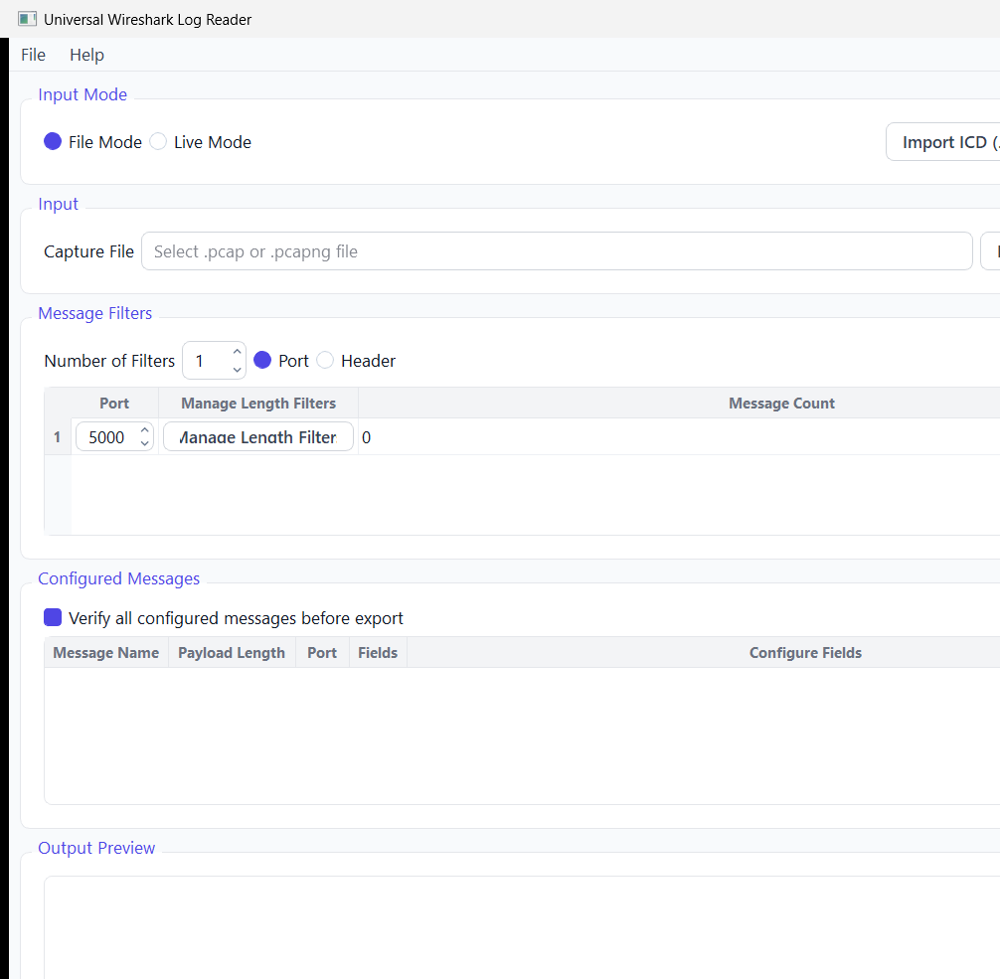 Universal Wireshark Log Reader
File Help
Input Mode
File Mode Live Mode Import ICD (.
Input
Capture File Select .pcap or .pcapng file
Message Filters
Number of Filters 1 Port Header
Port Manage Length Filters Message Count
1 5000 Manage Length Filter 0
Configured Messages
Verify all configured messages before export
Message Name Payload Length Port Fields Configure Fields
Output Preview